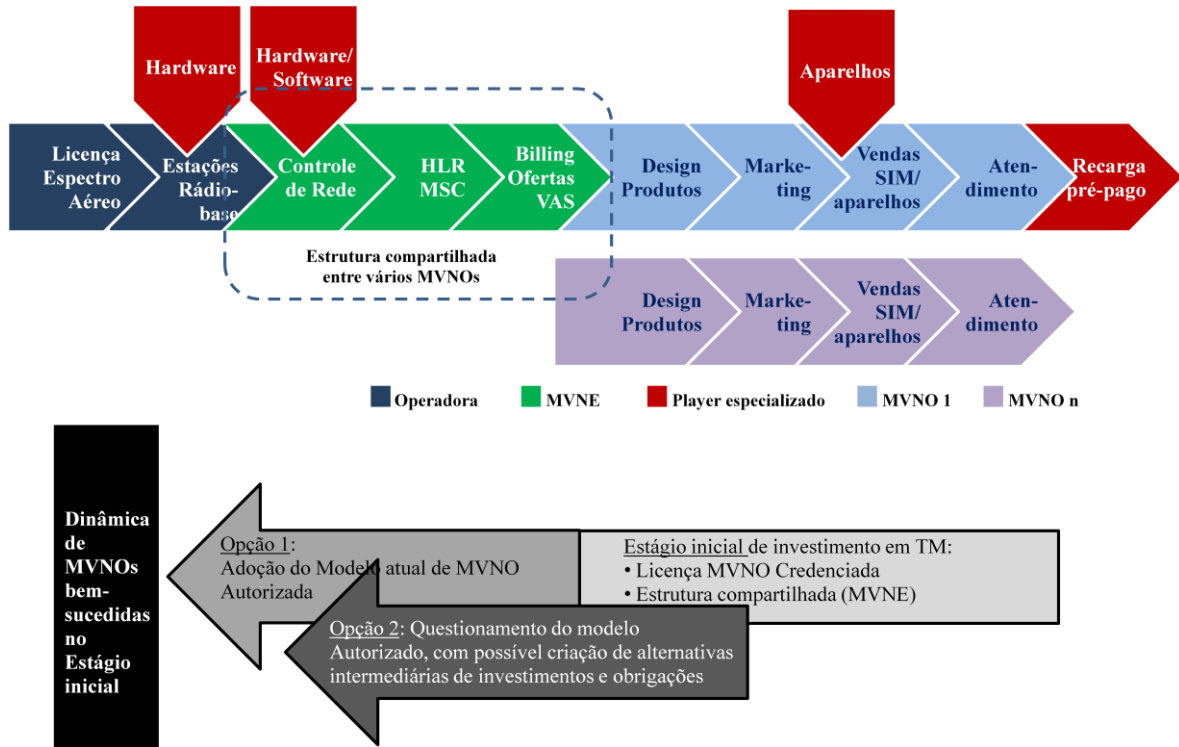 Hardware
Hardware/
Software
Aparelhos
Licença
Espectro
Aéreo
Estações
Rádio-
base
Controle
de Rede
HLR
MSC
Billing
Ofertas
VAS
Design
Produtos
Marke-
ting
Vendas
SIM/
aparelhos
Aten-
dimento
Recarga
pré-pago
Estrutura compartilhada
entre vários MVNOs
Design
Produtos
Marke-
ting
Vendas
SIM/
aparelhos
Aten-
dimento
Operadora
MVNE
Player especializado
MVNO 1
MVNO n
Dinâmica
de
MVNOs
bem-
sucedidas
no
Estágio
inicial
Opção 1:
Adoção do Modelo atual de MVNO
Autorizada
Estágio inicial de investimento em TM:
• Licença MVNO Credenciada
• Estrutura compartilhada (MVNE)
Opção 2: Questionamento do modelo
Autorizado, com possível criação de alternativas
intermediárias de investimentos e obrigações